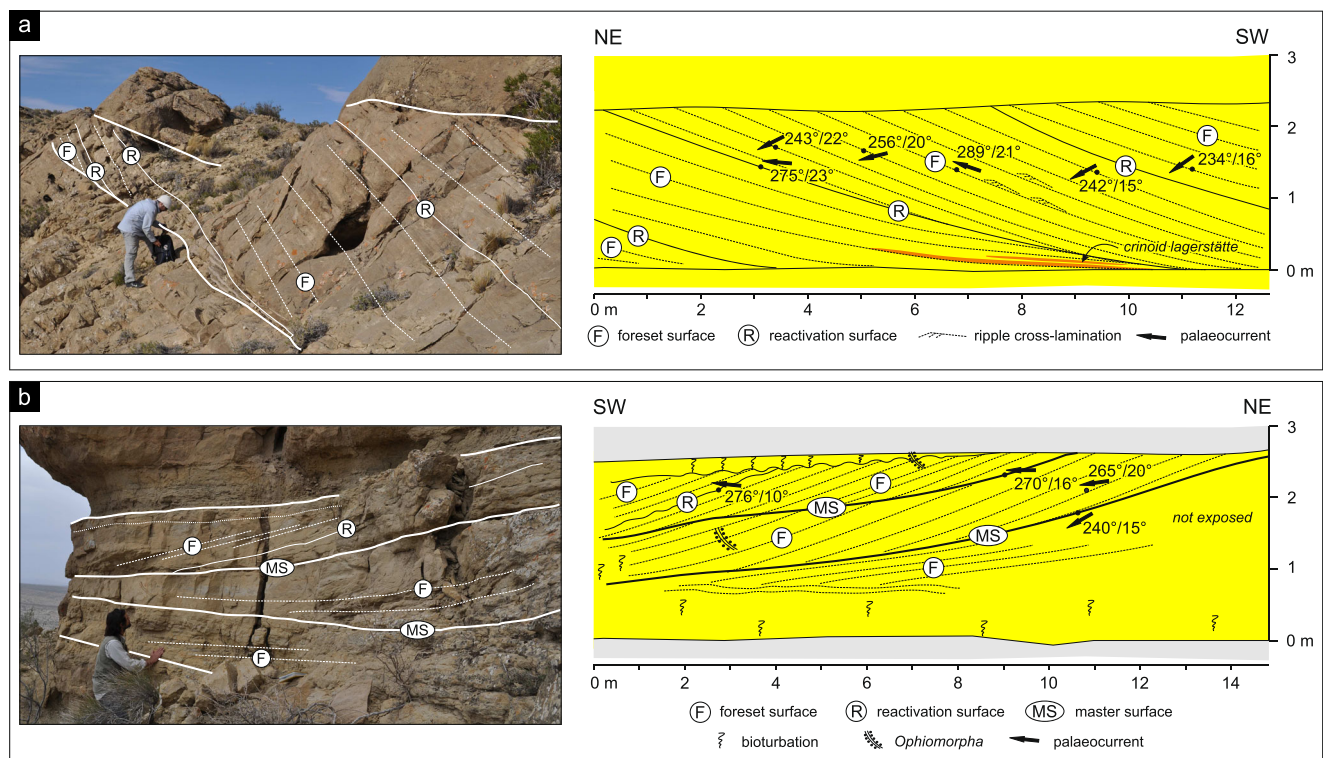 a
F
R
R
R
F
NE
SW
3
2
1
0 m
243°/22°
256°/20°
F
289°/21°
F
R
234°/16°
275°/23°
242°/15°
F
R
R
F
crinoid lagerstätte
0 m
2
4
6
8
10
12
F foreset surface
R reactivation surface
ripple cross-lamination
palaeocurrent
b
R
F
MS
F
MS
F
SW
NE
3
2
1
0 m
F
R
276°/10°
F
270°/16°
265°/20°
MS
240°/15°
not exposed
F
MS
F
0 m
2
4
6
8
10
12
14
F foreset surface
R reactivation surface
MS master surface
bioturbation
Ophiomorpha
palaeocurrent